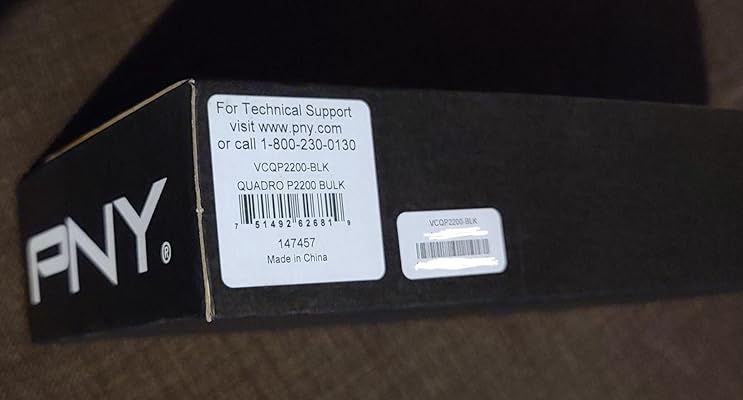 PNY®
For Technical Support
visit www.pny.com
or call 1-800-230-0130
VCQP2200-BLK
QUADRO P2200 BULK
7 51492 62681 9
147457
Made in China
VCQP2200-BLK